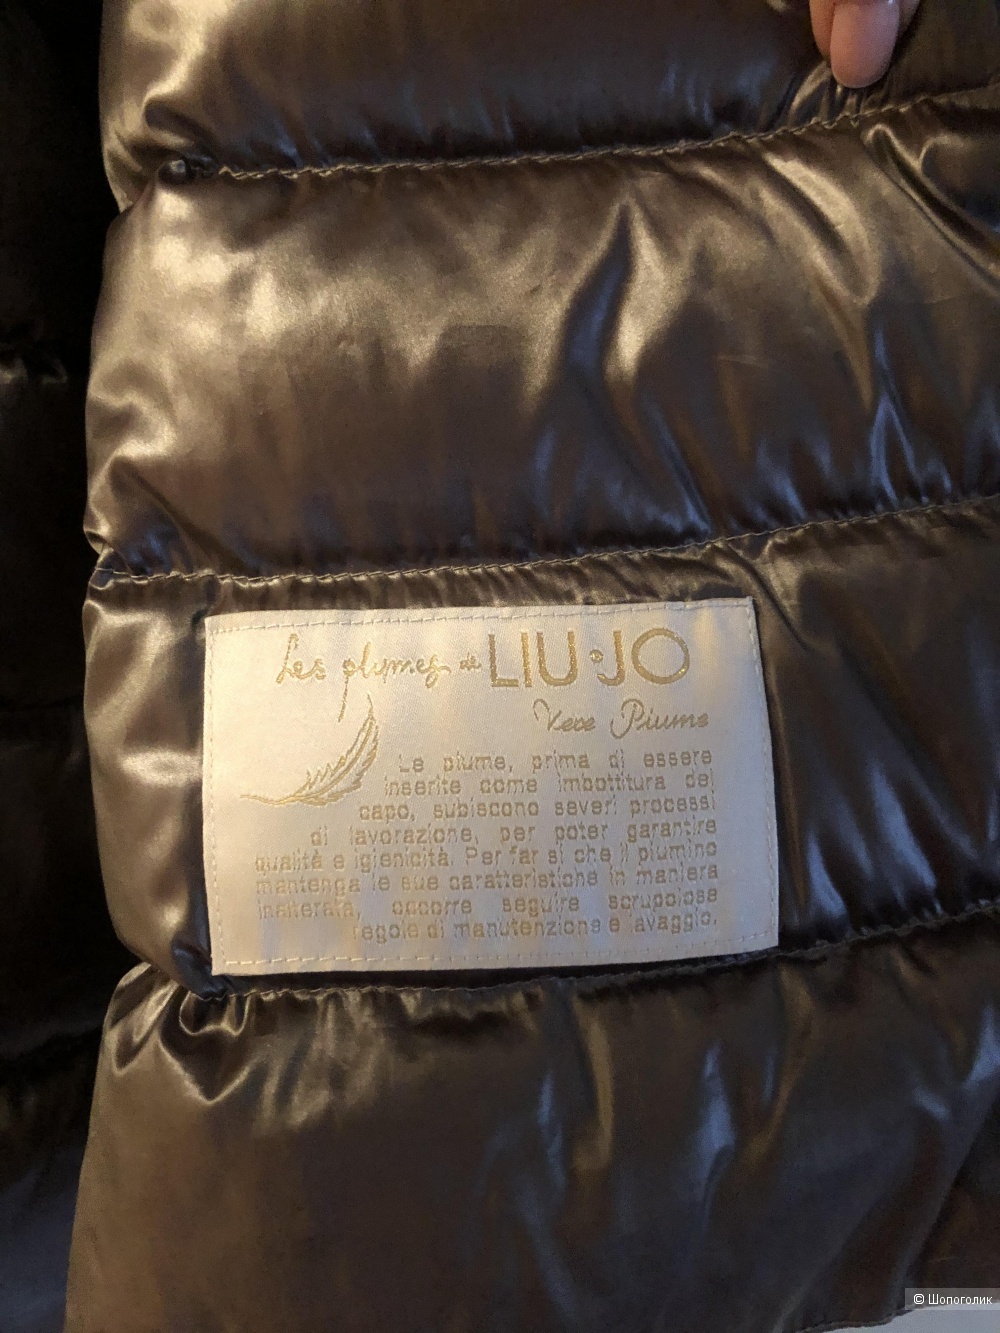 Les plumes de LIU·JO
Vere Piume
Le piume, prima di essere
inserite come imbottitura del
capo, subiscono severi processi
di lavorazione, per poter garantire
qualità e igienicità. Per far sì che il piumino
mantenga le sue caratteristiche in maniera
inalterata, occorre seguire scrupolose
regole di manutenzione e lavaggio.
© Шопоголик